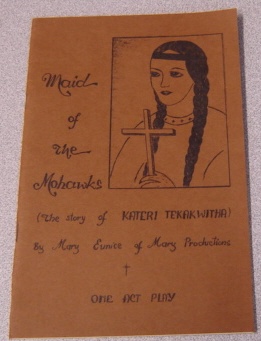 Maid
of
The
Mohawks
(The story of KATERI TEKAKWITHA)
By Mary Eunice of Mary Productions
ONE ACT PLAY